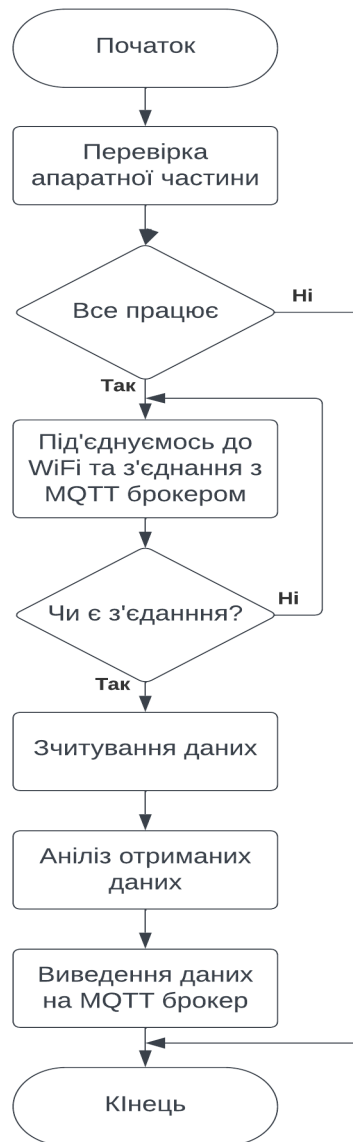 Початок
Перевірка
апаратної частини
Все працює
Ні
Так
Під'єднуємось до
WiFi та з'єднання з
MQTT брокером
Чи є з'єданння?
Ні
Так
Зчитування даних
Аніліз отриманих
даних
Виведення даних
на MQTT брокер
КІнець